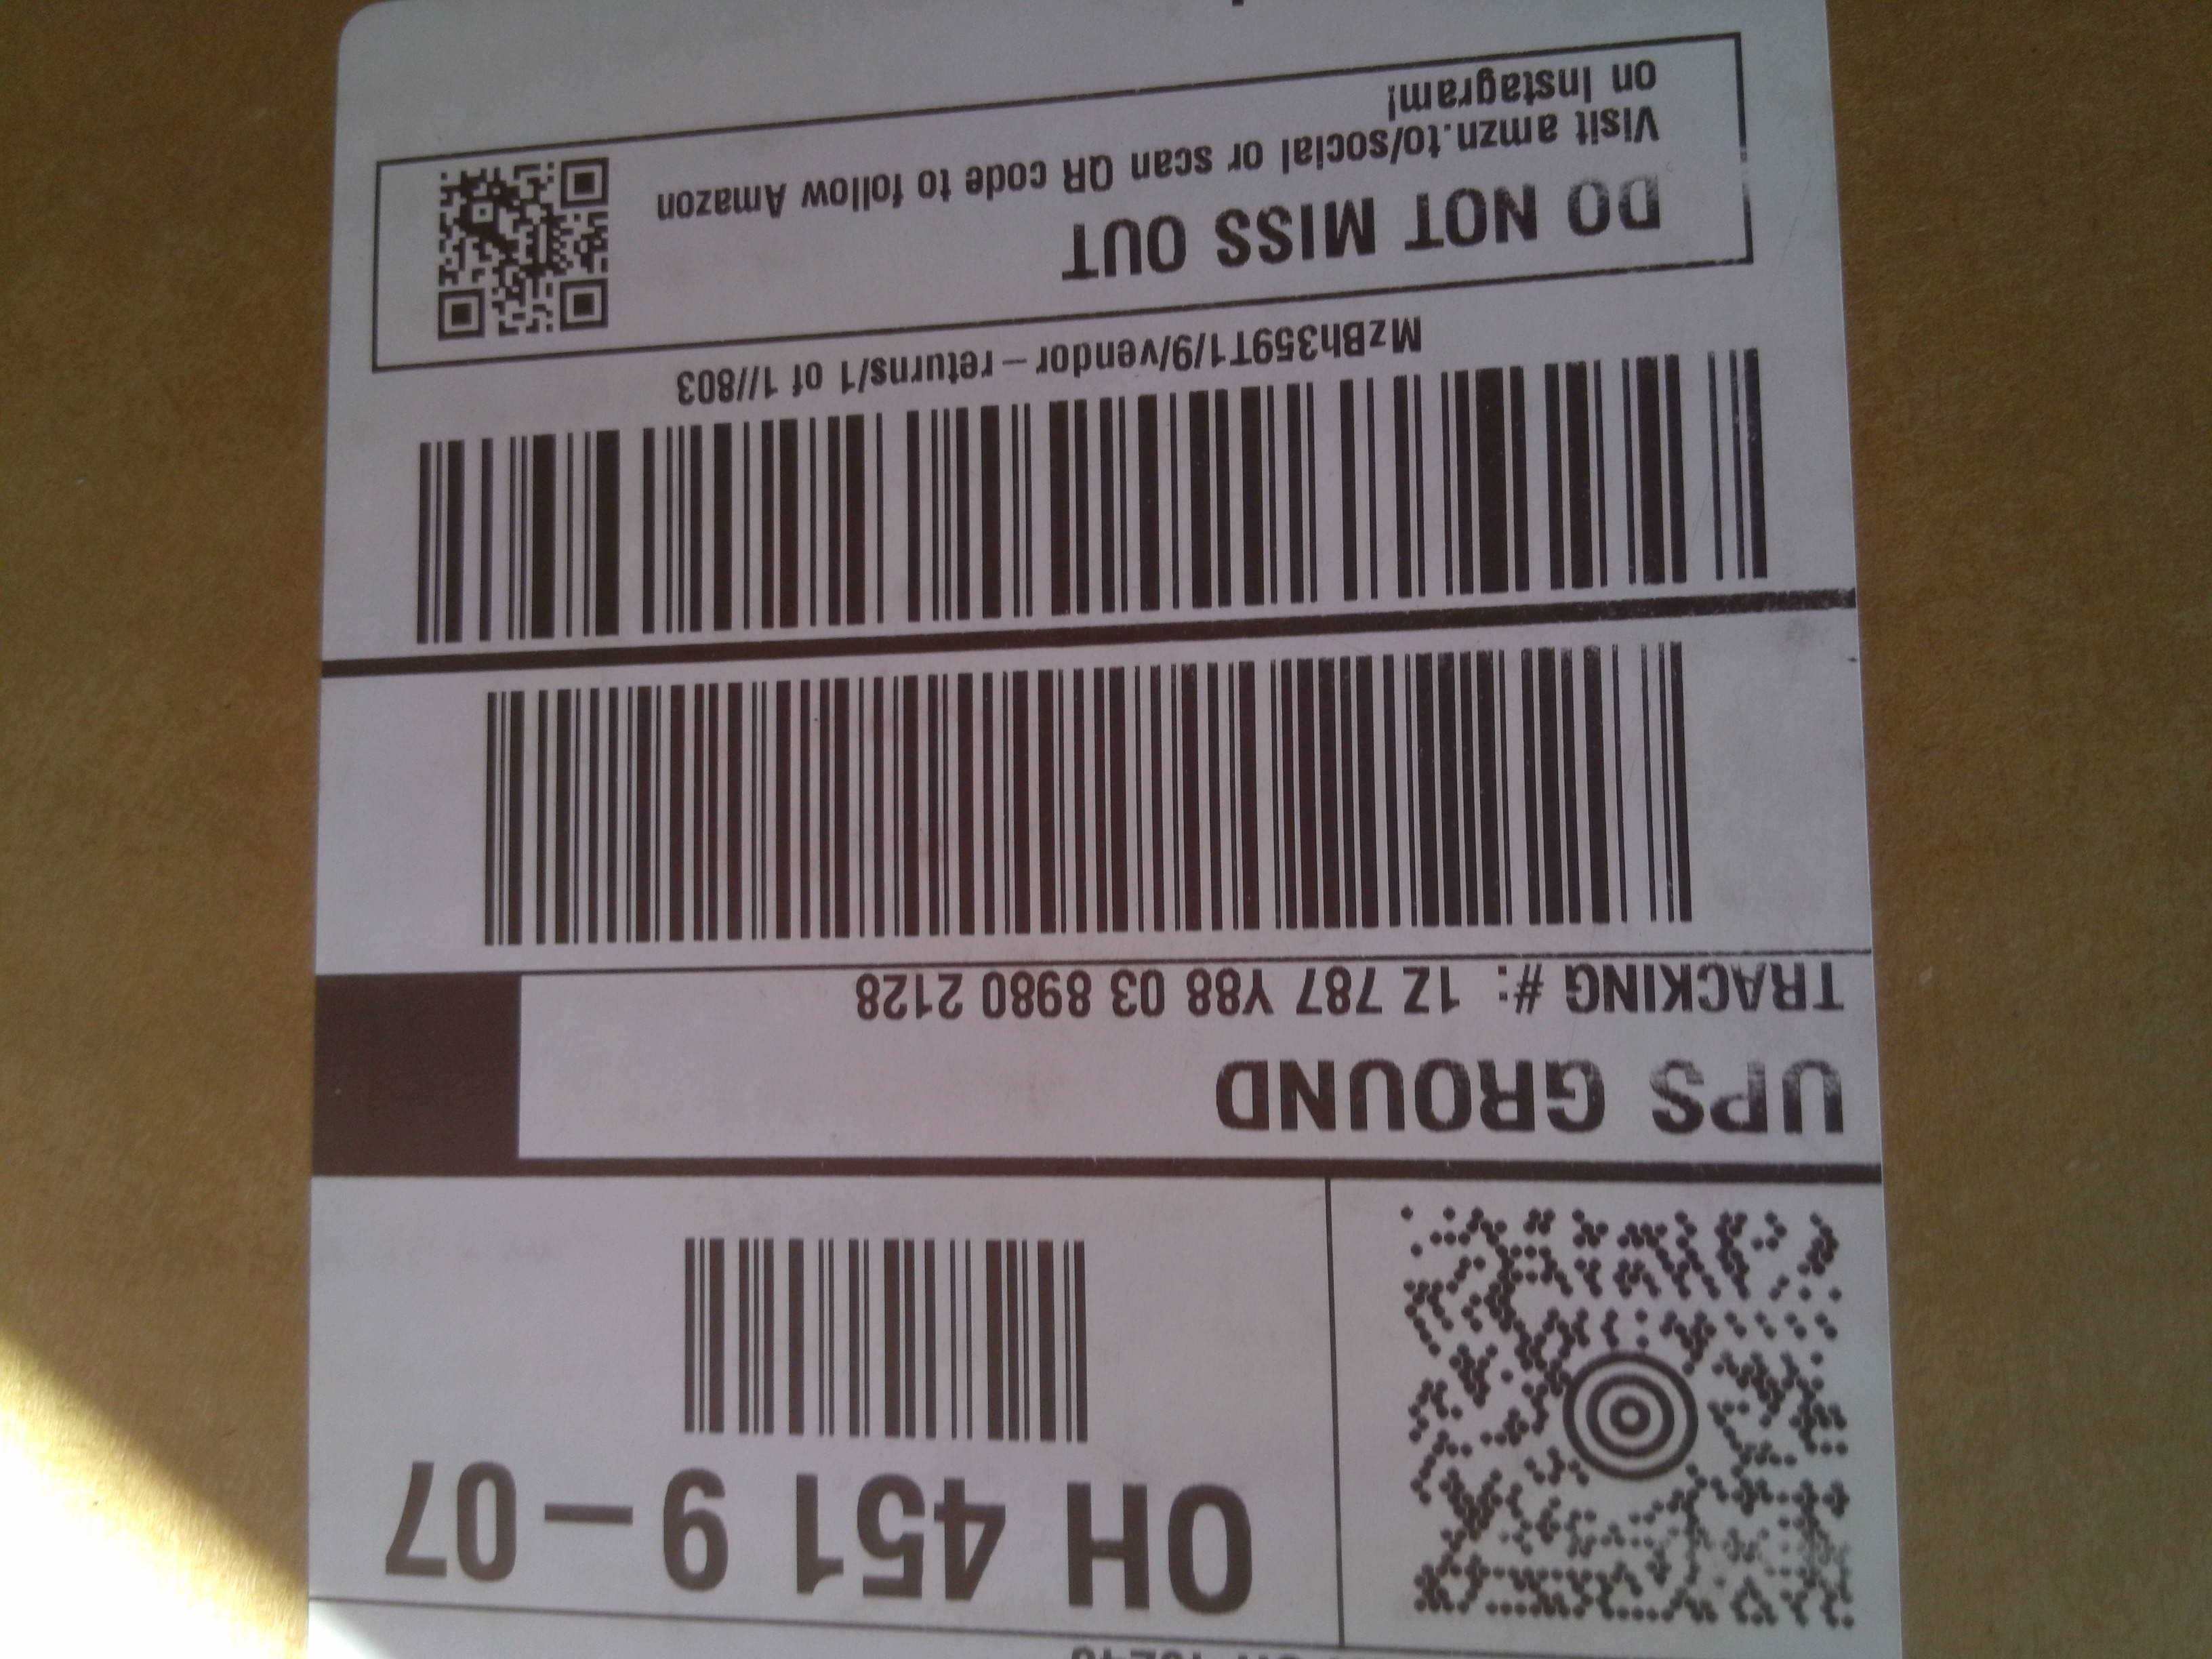 OH 451 9 – 07
UPS GROUND
TRACKING #: 1Z 787 Y88 03 8980 2128
MzBh359T1/9/vendor – returns/1 of 1//803
DO NOT MISS OUT
Visit amzn.to/social or scan QR code to follow Amazon
on Instagram!